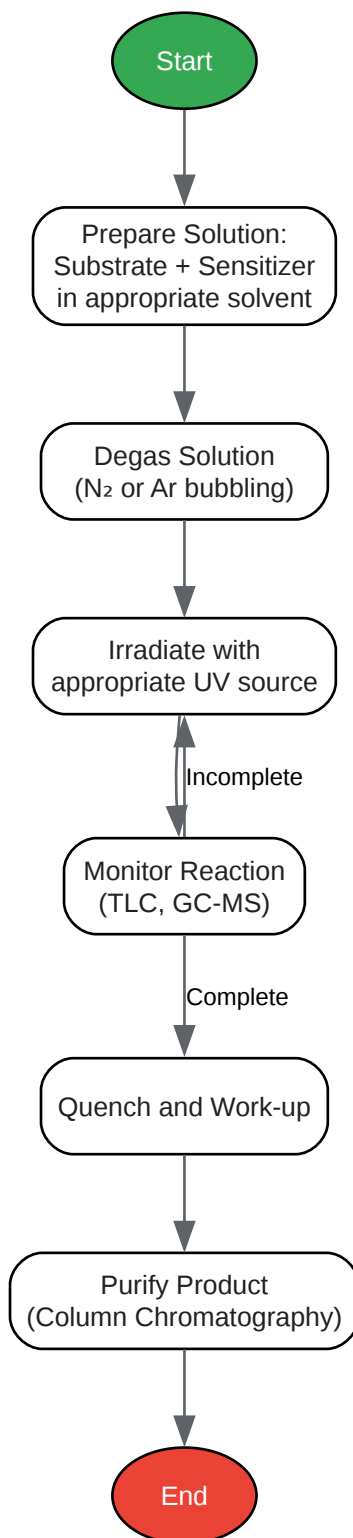 Start
Prepare Solution:
Substrate + Sensitizer
in appropriate solvent
Degas Solution
(N₂ or Ar bubbling)
Irradiate with
appropriate UV source
Incomplete
Monitor Reaction
(TLC, GC-MS)
Complete
Quench and Work-up
Purify Product
(Column Chromatography)
End